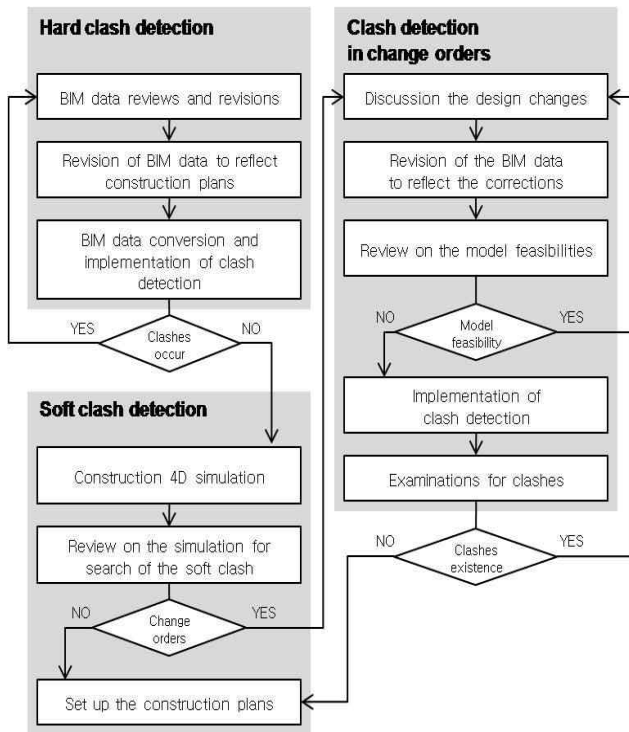 Hard clash detection
BIM data reviews and revisions
Revision of BIM data to reflect
construction plans
BIM data conversion and
implementation of clash
detection
YES
NO
Clashes
occur
Soft clash detection
Construction 4D simulation
Review on the simulation for
search of the soft clash
NO
YES
Change
orders
Set up the construction plans
Clash detection
in change orders
Discussion the design changes
Revision of the BIM data
to reflect the corrections
Review on the model feasibilities
NO
YES
Model
feasibility
Implementation of
clash detection
Examinations for clashes
NO
YES
Clashes
existence